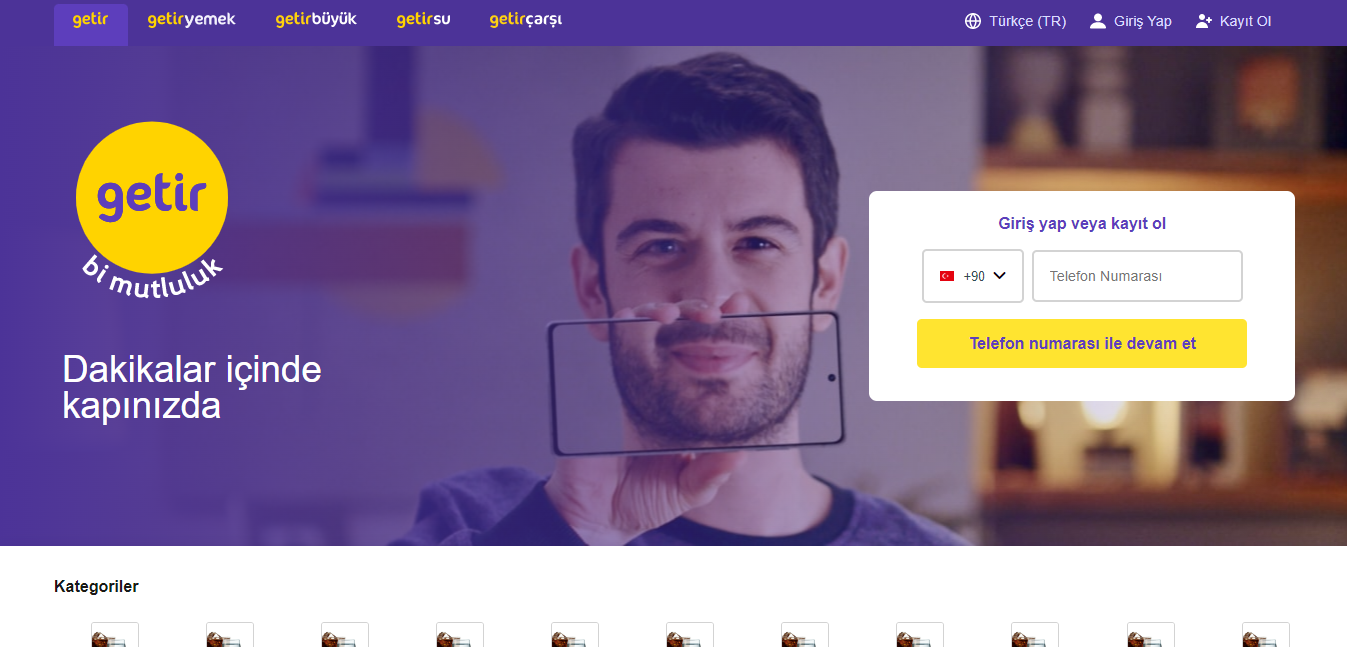 getir
getiryemek
getirbüyük
getirsu
getirçarşı
Türkçe (TR)
Giriş Yap
Kayıt Ol
getir
bi mutluluk
Dakikalar içinde
kapınızda
Giriş yap veya kayıt ol
+90
Telefon Numarası
Telefon numarası ile devam et
Kategoriler